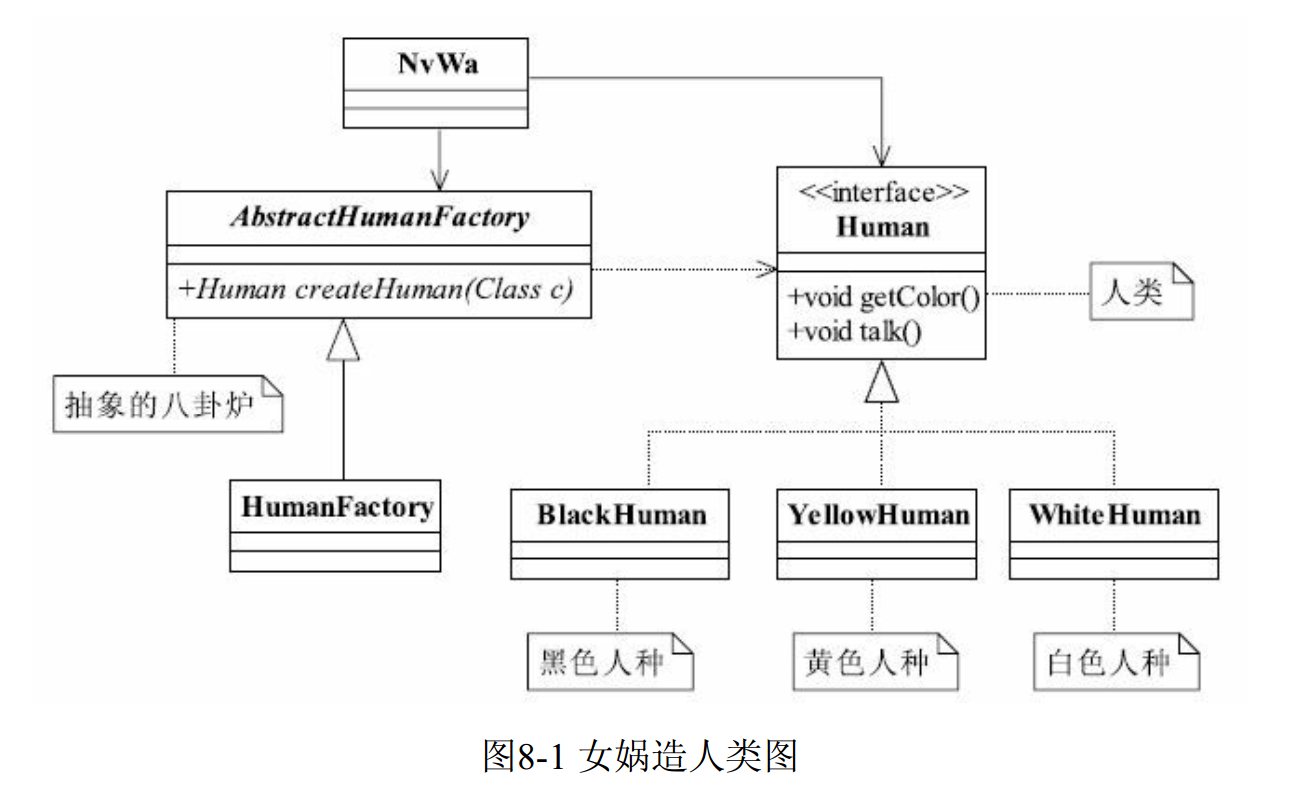 NvWa
AbstractHumanFactory
+Human createHuman(Class c)
<<interface>>
Human
+void getColor()
+void talk()
人类
抽象的八卦炉
HumanFactory
BlackHuman
YellowHuman
WhiteHuman
黑色人种
黄色人种
白色人种
图8-1 女娲造人类图